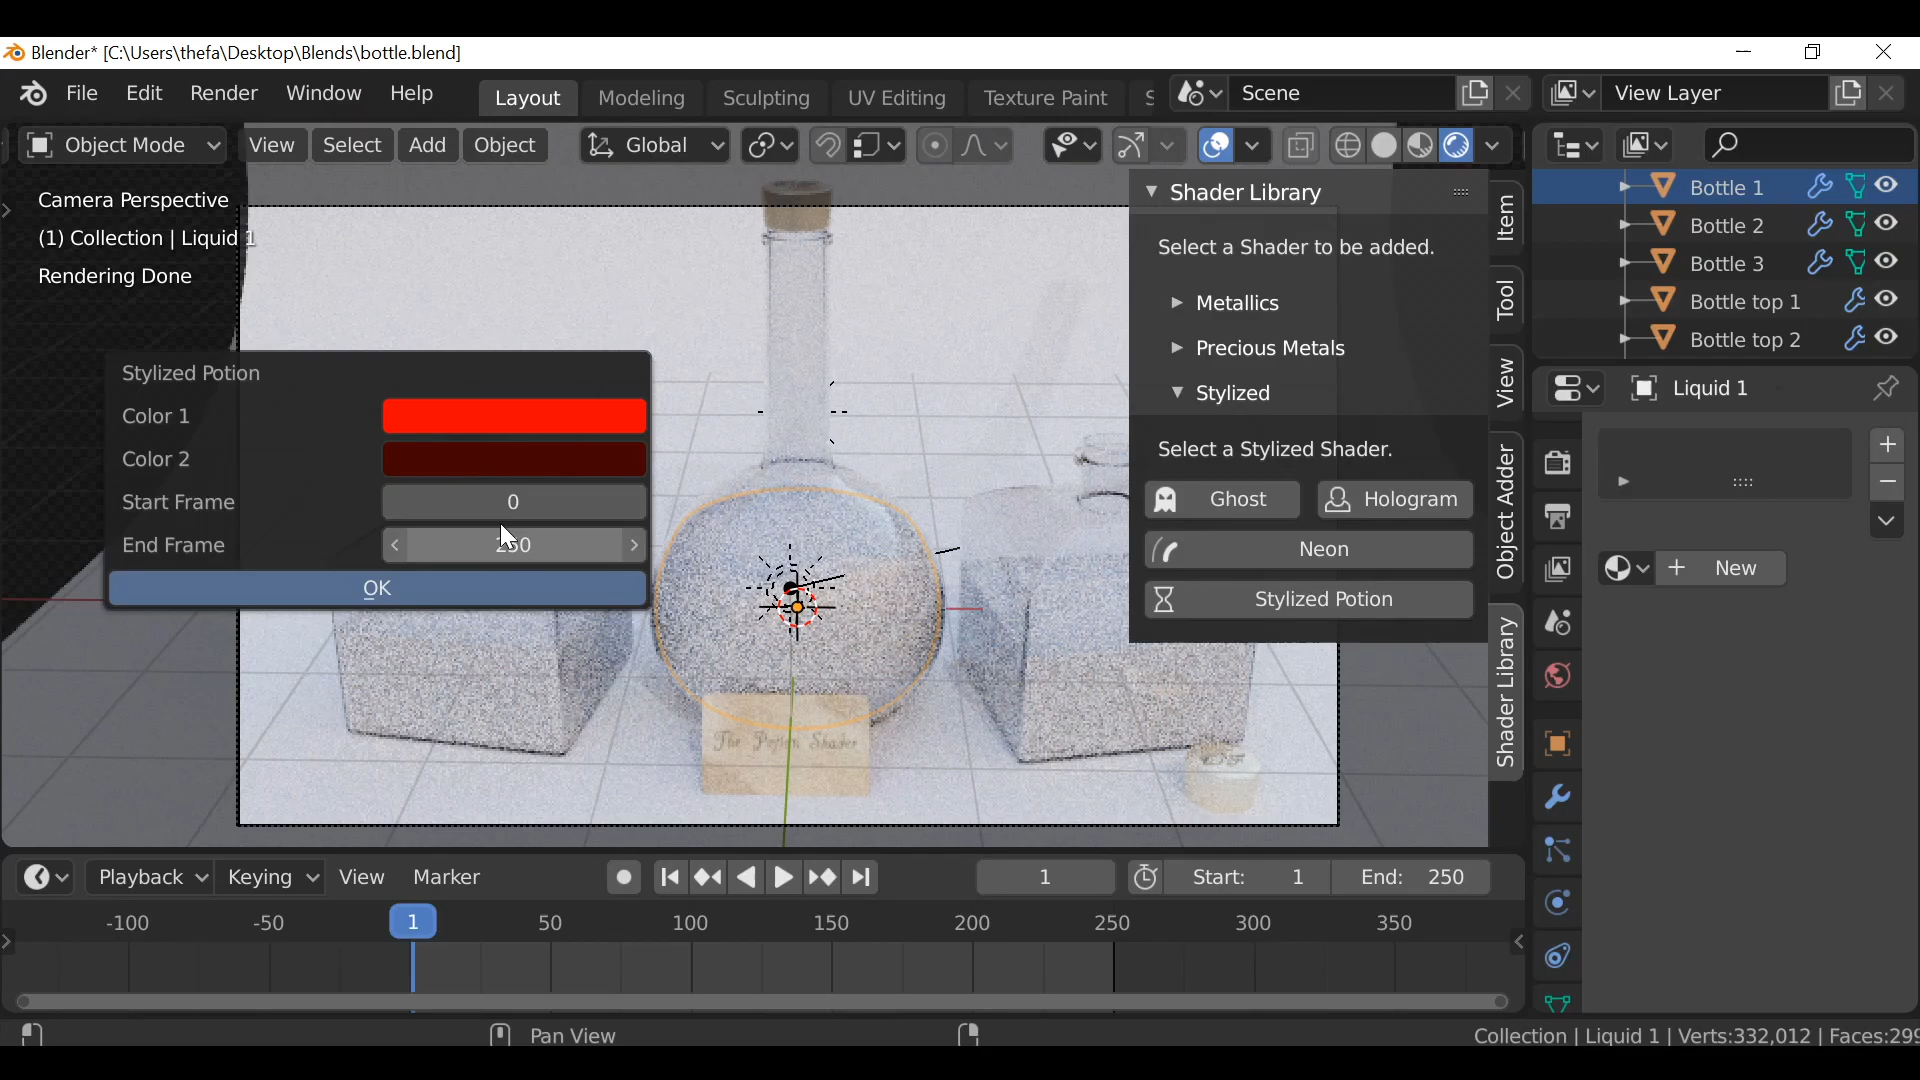 Blender* [C:\Users\thefa\Desktop\Blends\bottle.blend]
File Edit Render Window Help Layout Modeling Sculpting UV Editing Texture Paint S Scene View Layer
Object Mode View Select Add Object Global
Camera Perspective
(1) Collection | Liquid 1
Rendering Done
Stylized Potion
Color 1
Color 2
Start Frame 0
End Frame 250
OK
Shader Library
Select a Shader to be added.
Metallics
Precious Metals
Stylized
Select a Stylized Shader.
Ghost Hologram
Neon
Stylized Potion
Item
Tool
View
Object Adder
Shader Library
The Potion Shader
Bottle 1
Bottle 2
Bottle 3
Bottle top 1
Bottle top 2
Liquid 1
New
Playback Keying View Marker 1 Start: 1 End: 250
-100 -50 1 50 100 150 200 250 300 350
Pan View Collection | Liquid 1 | Verts:332,012 | Faces:299